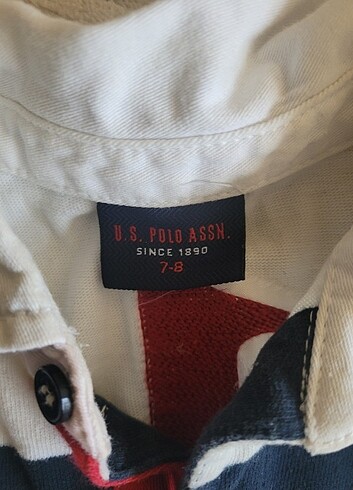 U.S. POLO ASSN.
SINCE 1890
7-8